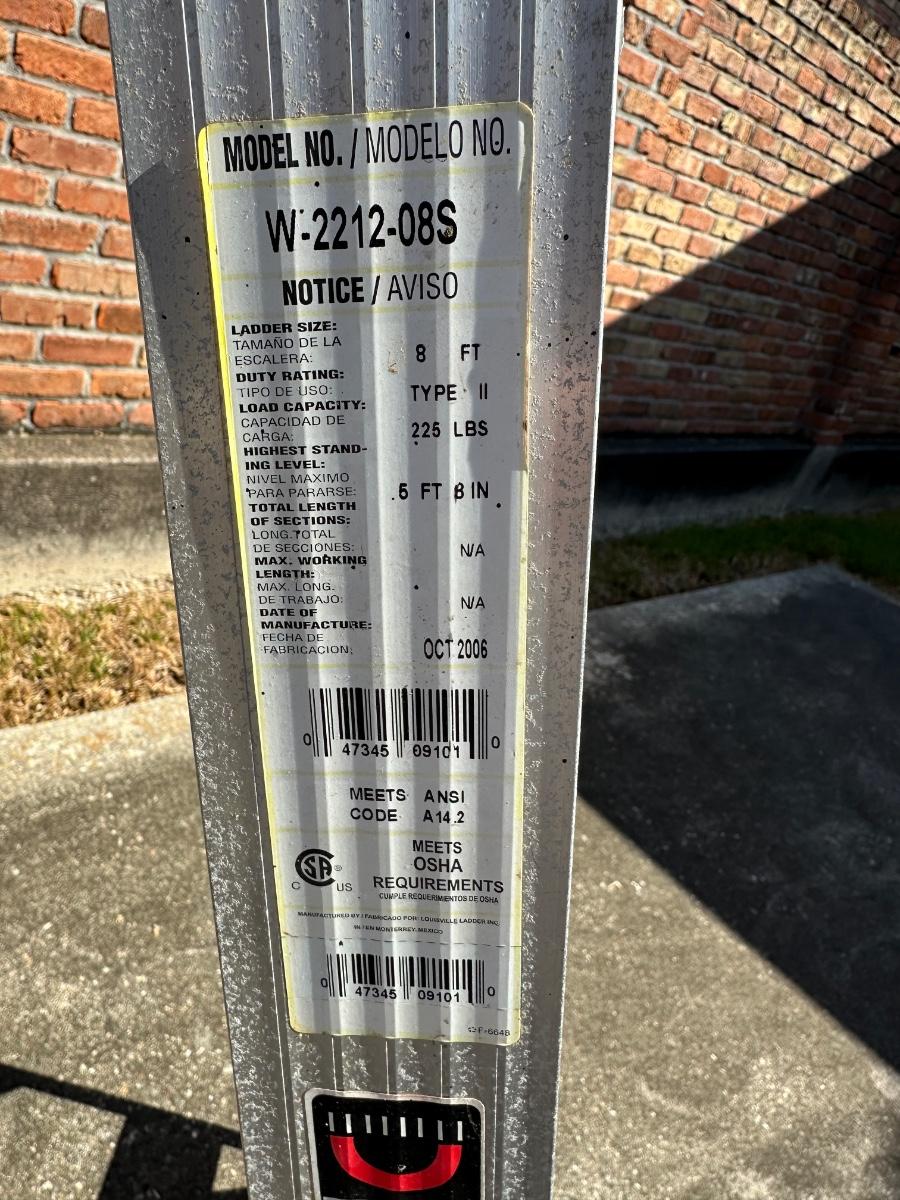 MODEL NO. / MODELO NO.
W-2212-08S
NOTICE / AVISO
LADDER SIZE:
TAMAÑO DE LA
ESCALERA:
8 FT
DUTY RATING:
TIPO DE USO:
TYPE II
LOAD CAPACITY:
CAPACIDAD DE
CARGA:
225 LBS
HIGHEST STAND-
ING LEVEL:
NIVEL MAXIMO
PARA PARARSE:
5 FT 8 IN
TOTAL LENGTH
OF SECTIONS:
LONG.TOTAL
DE SECCIONES:
N/A
MAX. WORKING
LENGTH:
MAX. LONG.
DE TRABAJO:
N/A
DATE OF
MANUFACTURE:
FECHA DE
FABRICACION:
OCT 2006
0 47345 09101 0
MEETS ANSI
CODE A14.2
MEETS
OSHA
REQUIREMENTS
CUMPLE REQUERIMIENTOS DE OSHA
C SA ® US
MANUFACTURED BY / FABRICADO POR: LOUISVILLE LADDER INC.
IN / EN MONTERREY, MEXICO
0 47345 09101 0